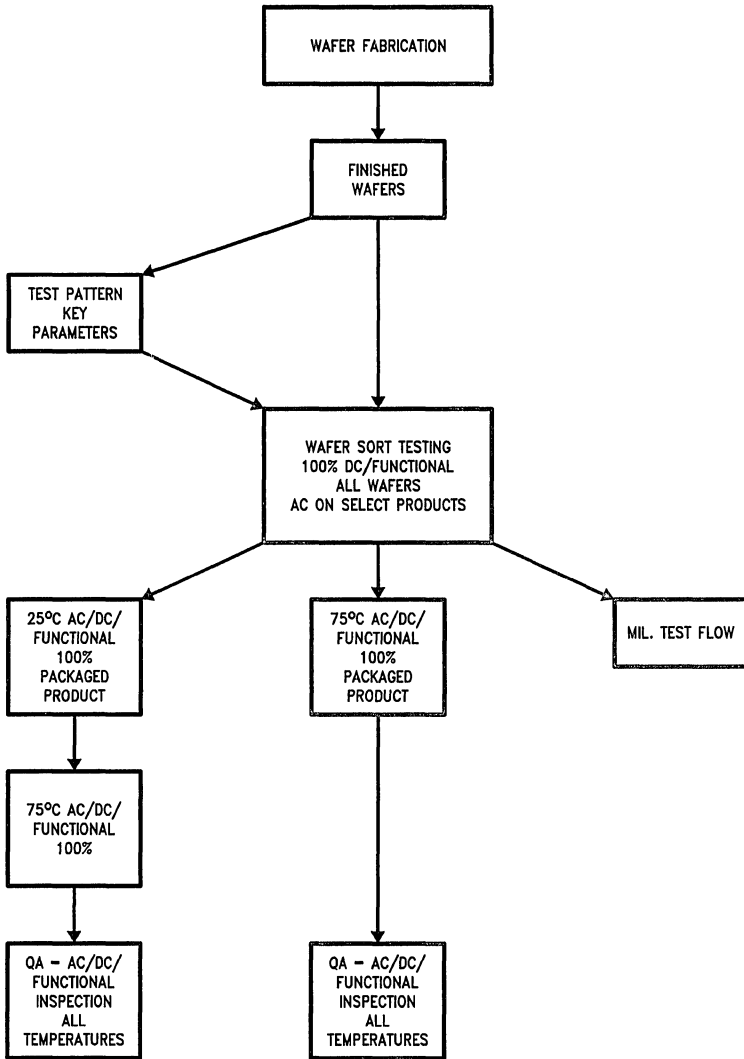 WAFER FABRICATION
FINISHED
WAFERS
TEST PATTERN
KEY
PARAMETERS
WAFER SORT TESTING
100% DC/FUNCTIONAL
ALL WAFERS
AC ON SELECT PRODUCTS
25°C AC/DC/
FUNCTIONAL
100%
PACKAGED
PRODUCT
75°C AC/DC/
FUNCTIONAL
100%
PACKAGED
PRODUCT
MIL. TEST FLOW
75°C AC/DC/
FUNCTIONAL
100%
QA – AC/DC/
FUNCTIONAL
INSPECTION
ALL
TEMPERATURES
QA – AC/DC/
FUNCTIONAL
INSPECTION
ALL
TEMPERATURES